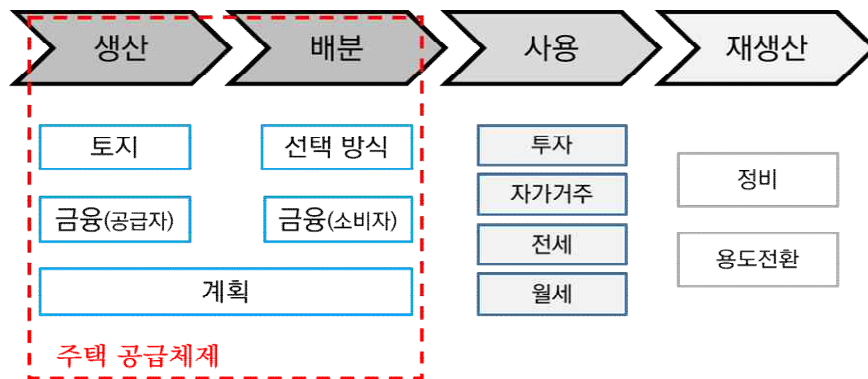 생산
배분
사용
재생산
토지
선택 방식
금융(공급자)
금융(소비자)
계획
주택 공급체제
투자
자가거주
전세
월세
정비
용도전환